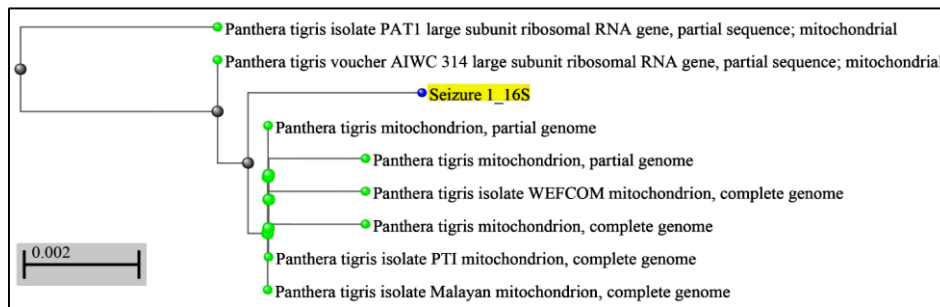 Panthera tigris isolate PAT1 large subunit ribosomal RNA gene, partial sequence; mitochondrial
Panthera tigris voucher AIWC 314 large subunit ribosomal RNA gene, partial sequence; mitochondrial
Seizure 1_16S
Panthera tigris mitochondrion, partial genome
Panthera tigris mitochondrion, partial genome
Panthera tigris isolate WEFCOM mitochondrion, complete genome
Panthera tigris mitochondrion, complete genome
Panthera tigris isolate PTI mitochondrion, complete genome
Panthera tigris isolate Malayan mitochondrion, complete genome
0.002